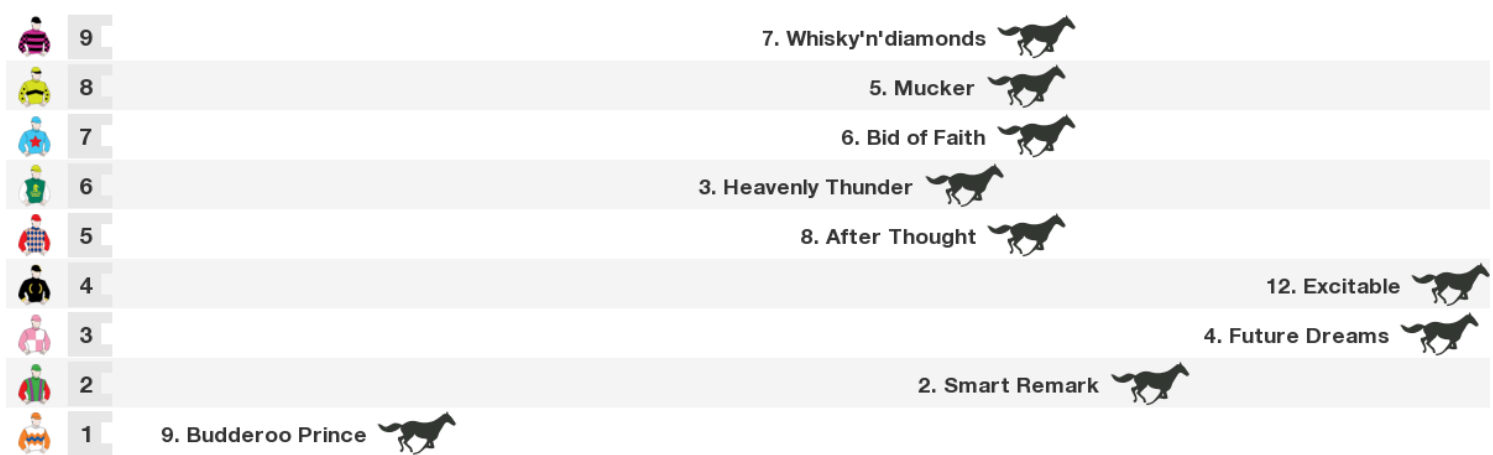 9 7. Whisky'n'diamonds
8 5. Mucker
7 6. Bid of Faith
6 3. Heavenly Thunder
5 8. After Thought
4 12. Excitable
3 4. Future Dreams
2 2. Smart Remark
1 9. Budderoo Prince